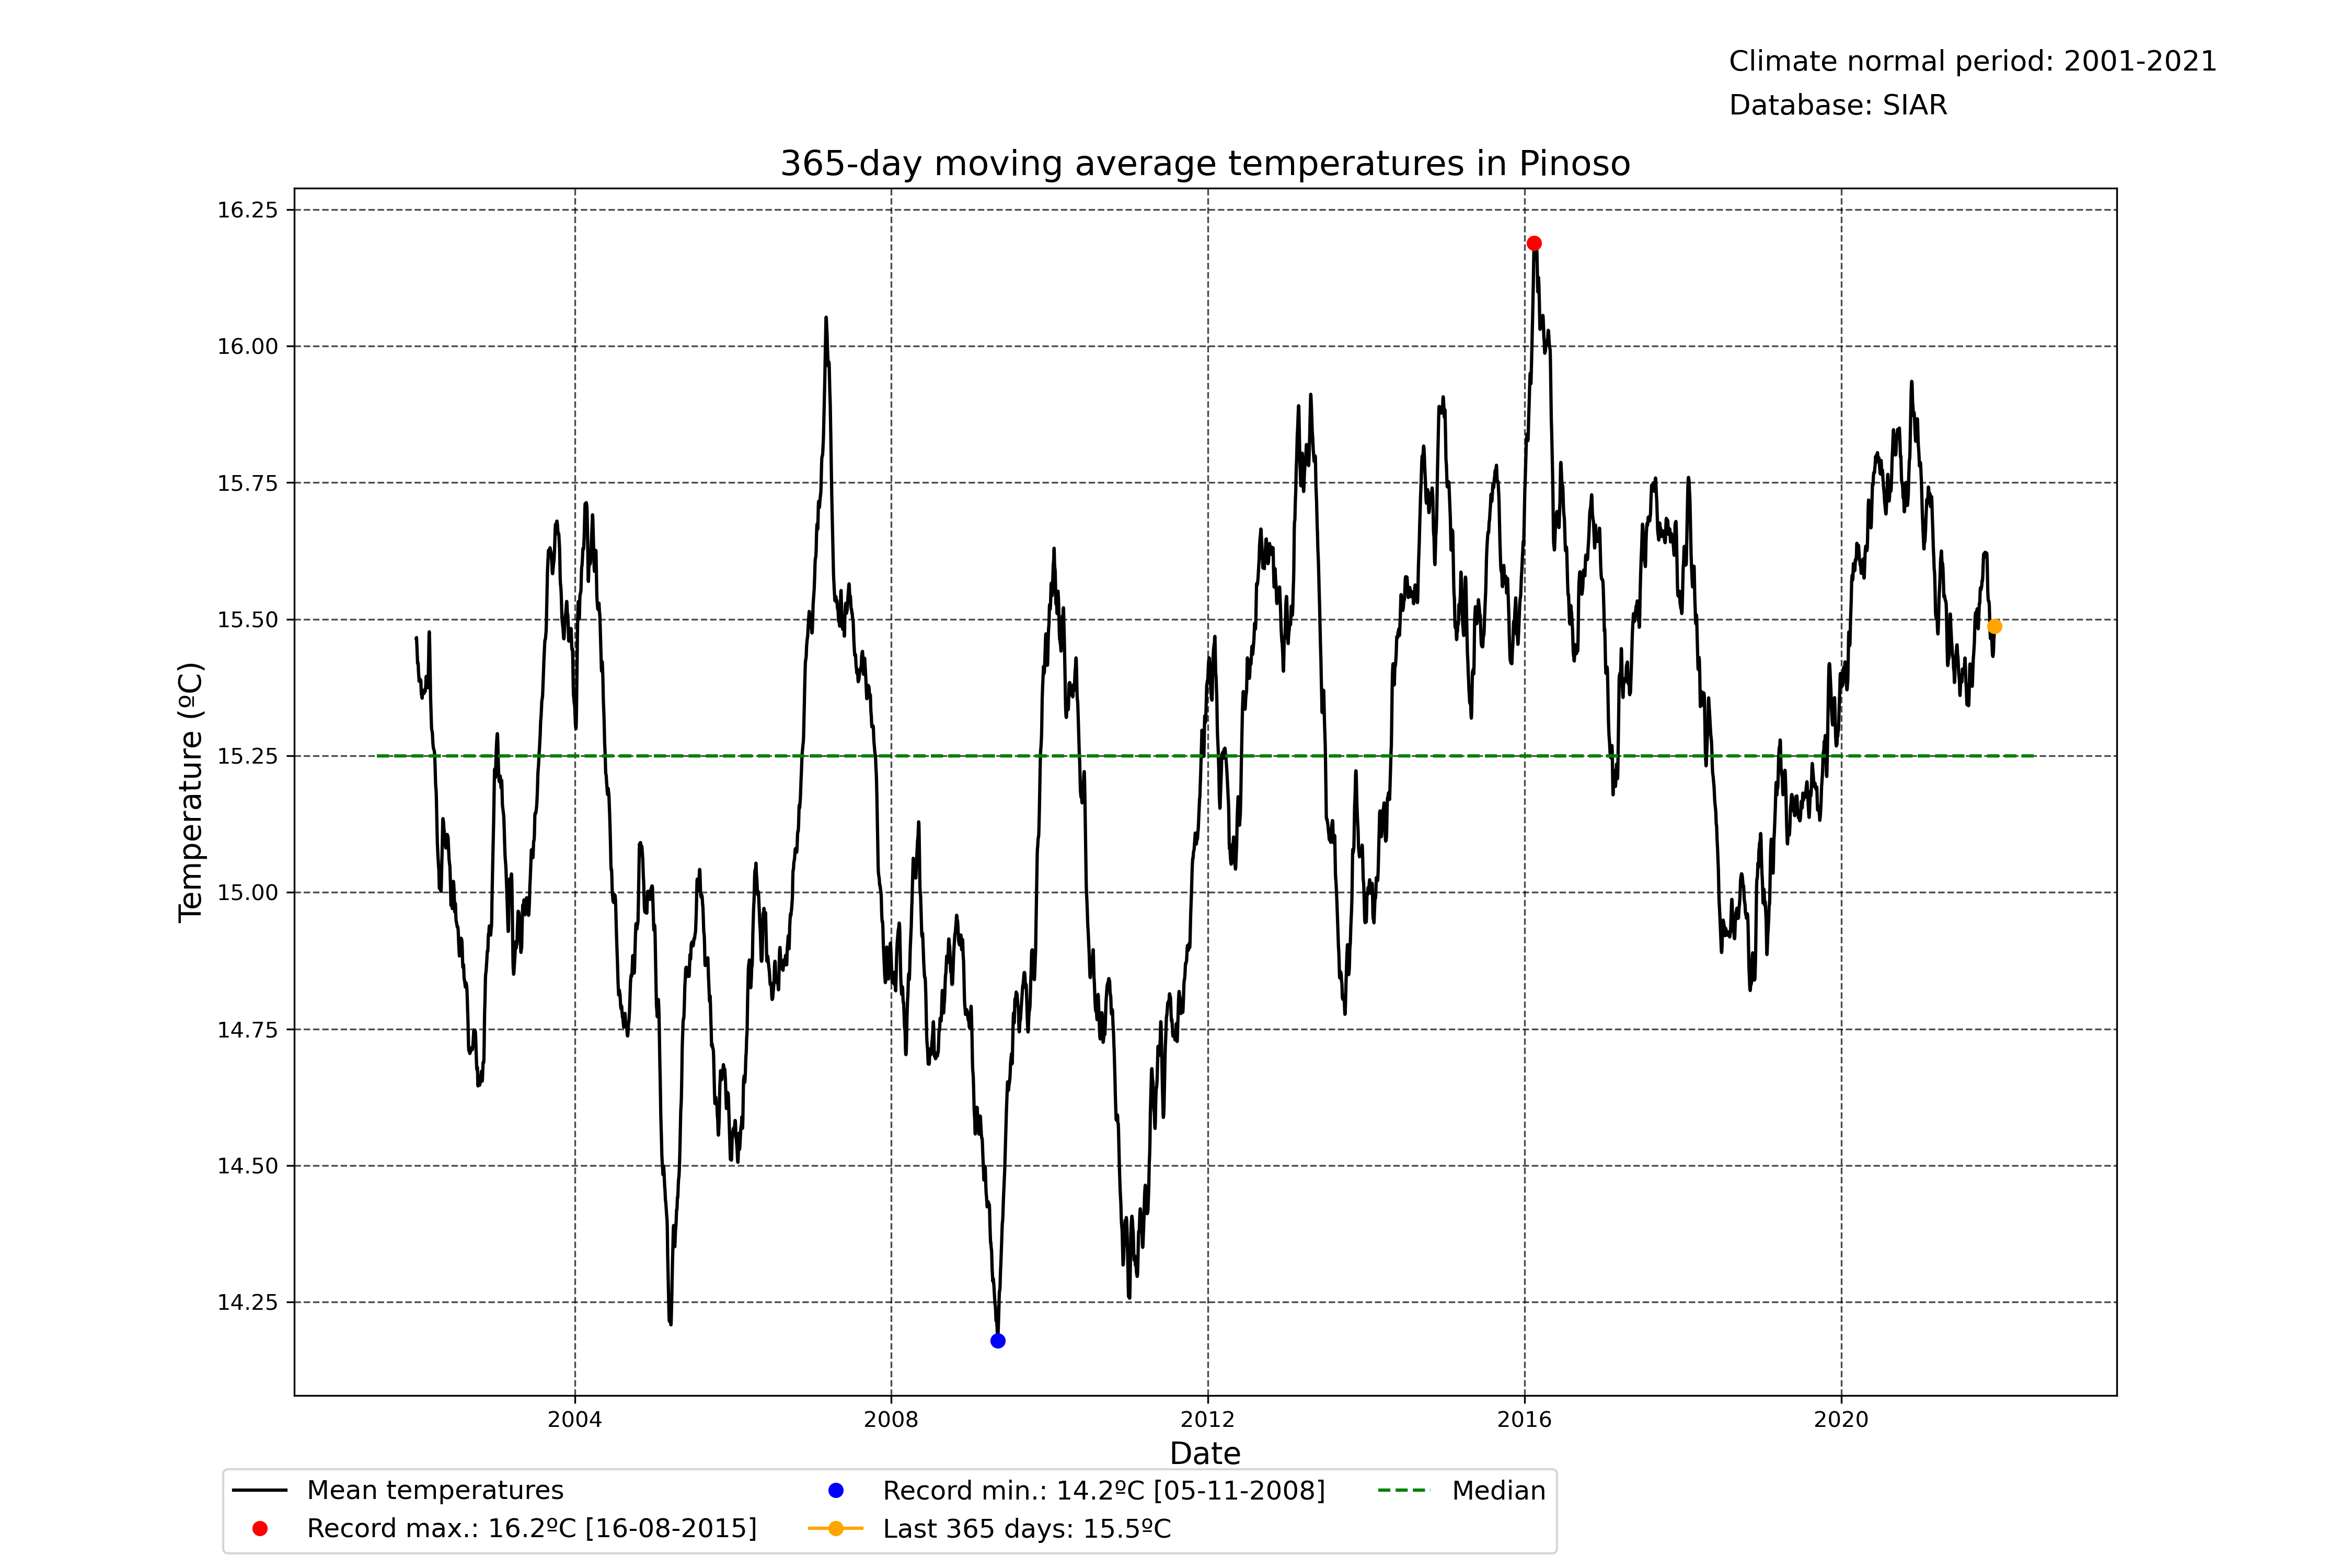 Climate normal period: 2001-2021
Database: SIAR
365-day moving average temperatures in Pinoso
16.25
16.00
15.75
15.50
15.25
15.00
14.75
14.50
14.25
Temperature (ºC)
2004 2008 2012 2016 2020
Date
Mean temperatures
Record max.: 16.2ºC [16-08-2015]
Record min.: 14.2ºC [05-11-2008]
Last 365 days: 15.5ºC
Median